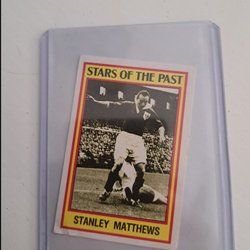 STARS OF THE PAST
STANLEY MATTHEWS